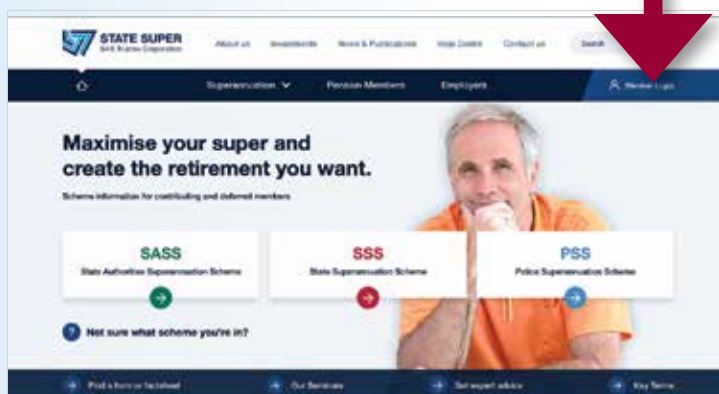 STATE SUPER
SAS Trustee Corporation
About us Investments News & Publications Help Centre Contact us Search
Superannuation Pension Members Employers Member Login
Maximise your super and
create the retirement you want.
Scheme information for contributing and deferred members
SASS
State Authorities Superannuation Scheme
SSS
State Superannuation Scheme
PSS
Police Superannuation Scheme
? Not sure what scheme you're in?
Find a form or factsheet Our Services Get expert advice Key Terms